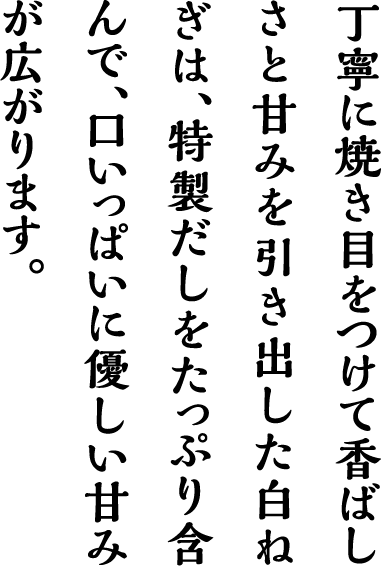 丁寧に焼き目をつけて香ばし
さと甘みを引き出した白ね
ぎは、特製だしをたっぷり含
んで、口いっぱいに優しい甘み
が広がります。